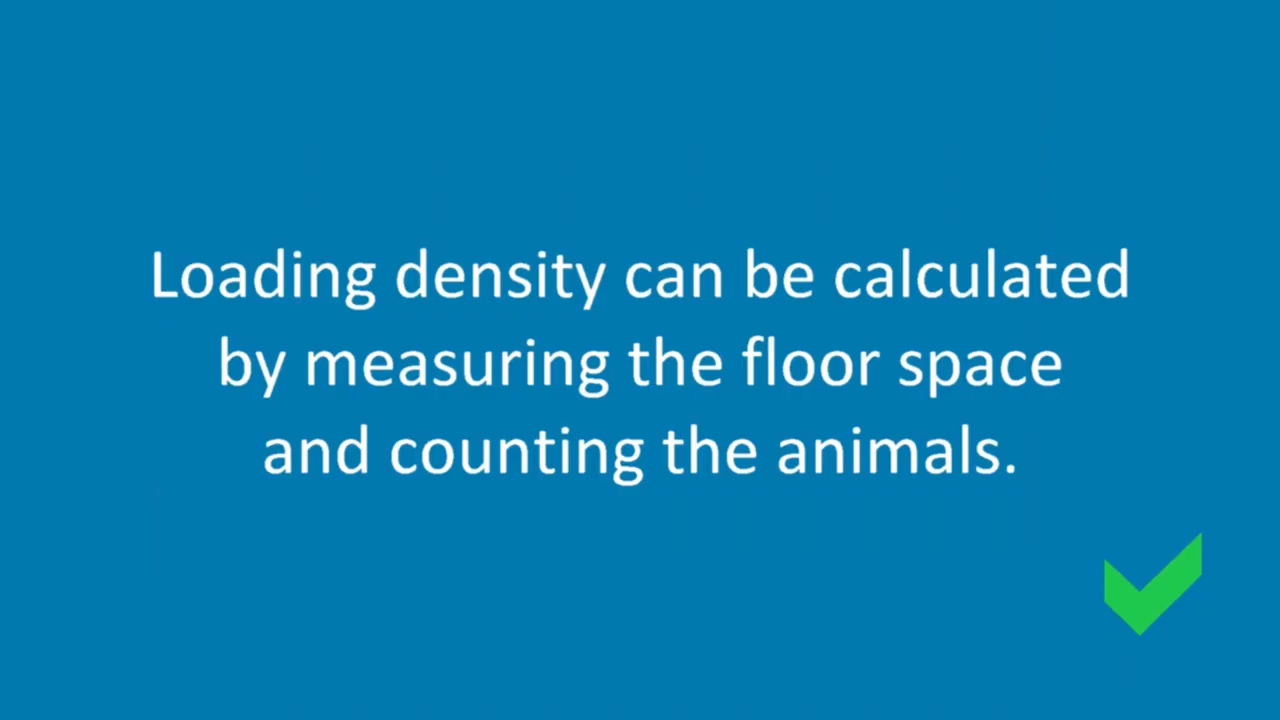 Loading density can be calculated
by measuring the floor space
and counting the animals.